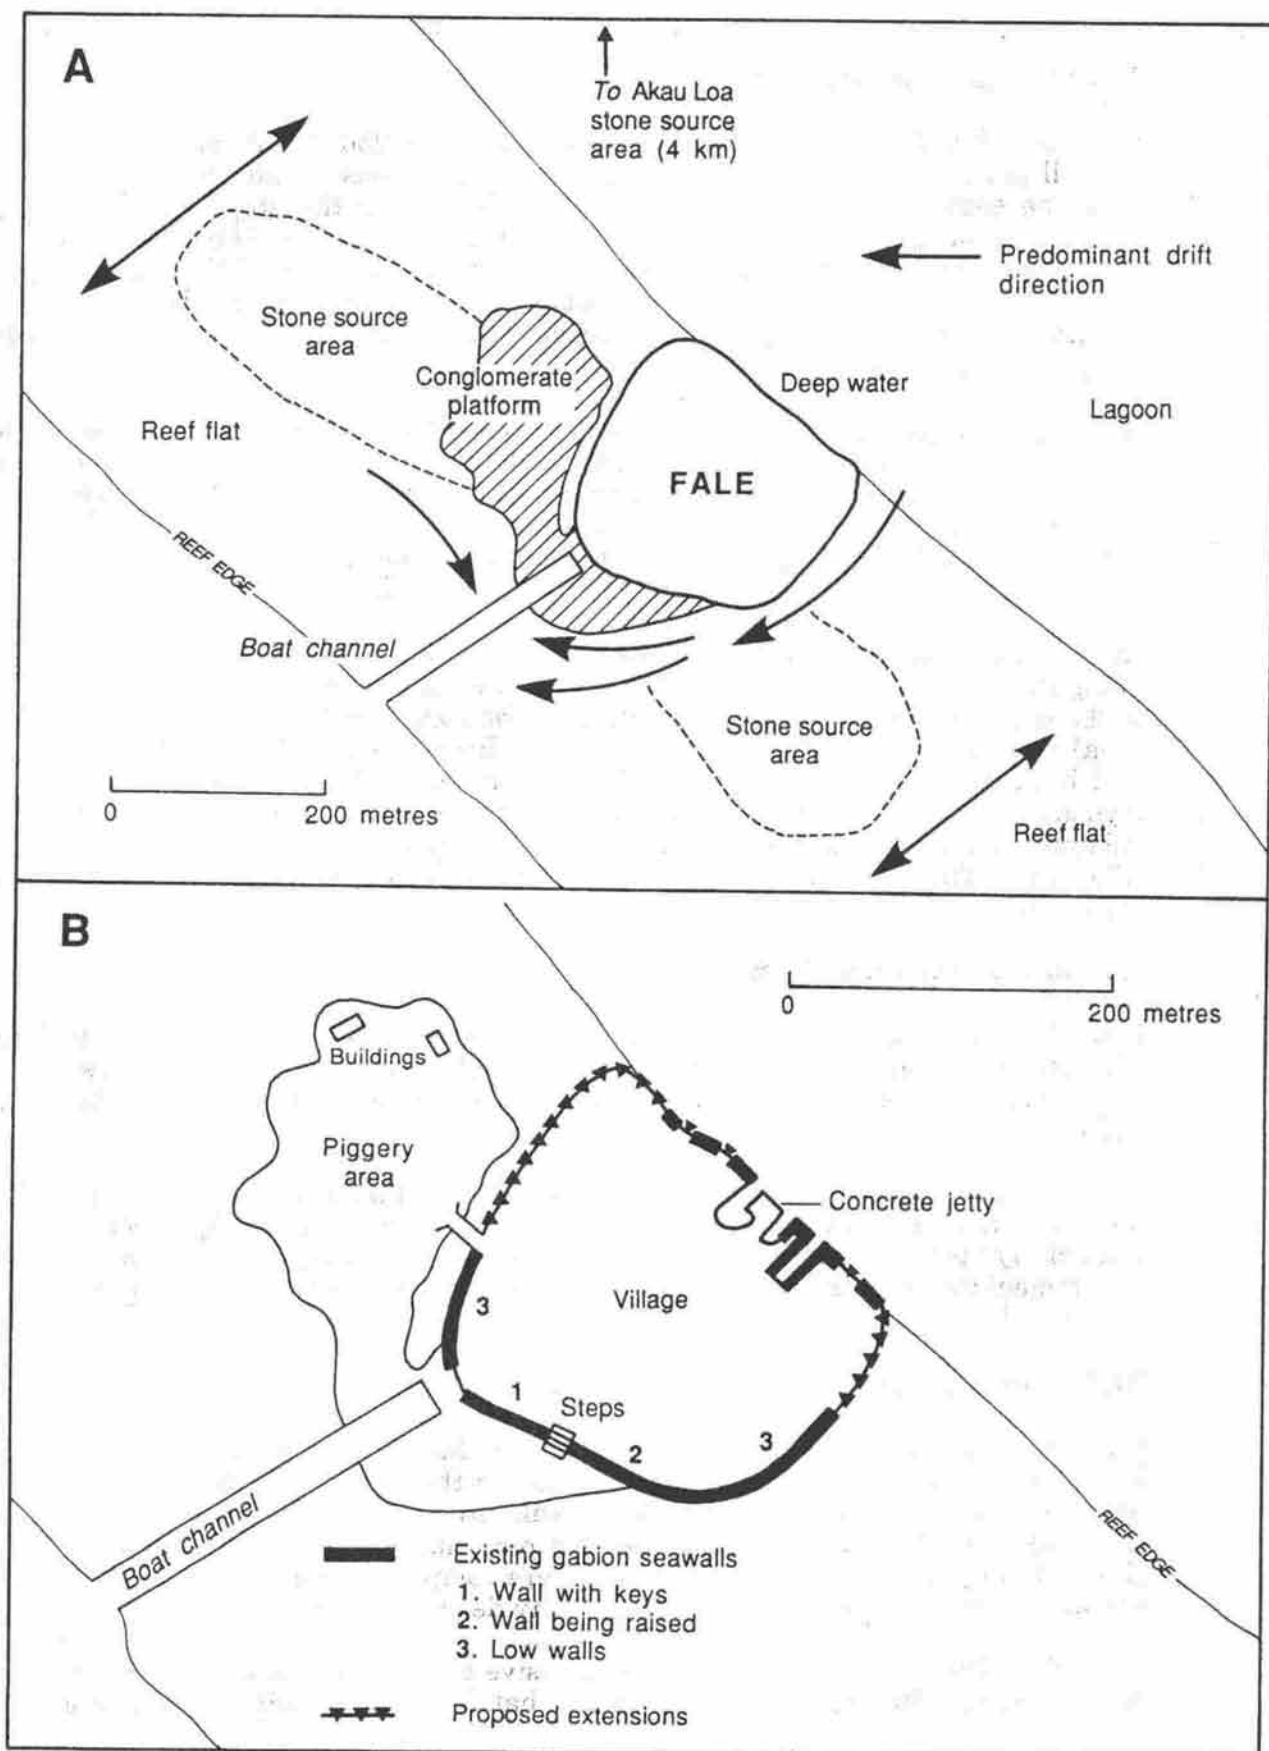 A
To Akau Loa
stone source
area (4 km)
Predominant drift
direction
Stone source
area
Conglomerate
platform
Deep water
Lagoon
Reef flat
FALE
REEF EDGE
Boat channel
Stone source
area
0
200 metres
Reef flat
B
0
200 metres
Buildings
Piggery
area
Concrete jetty
Village
3
1
Steps
2
3
Boat channel
REEF EDGE
Existing gabion seawalls
1. Wall with keys
2. Wall being raised
3. Low walls
Proposed extensions